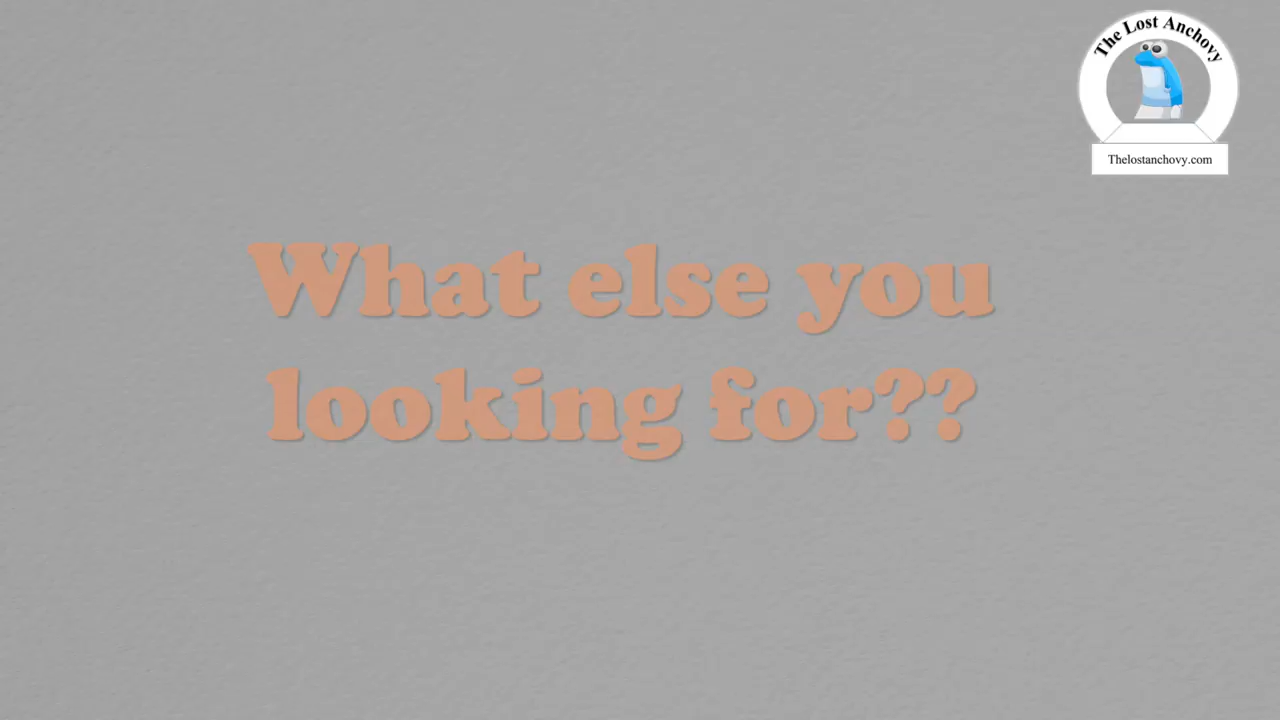 The Lost Anchovy
Thelostanchovy.com
What else you
looking for??